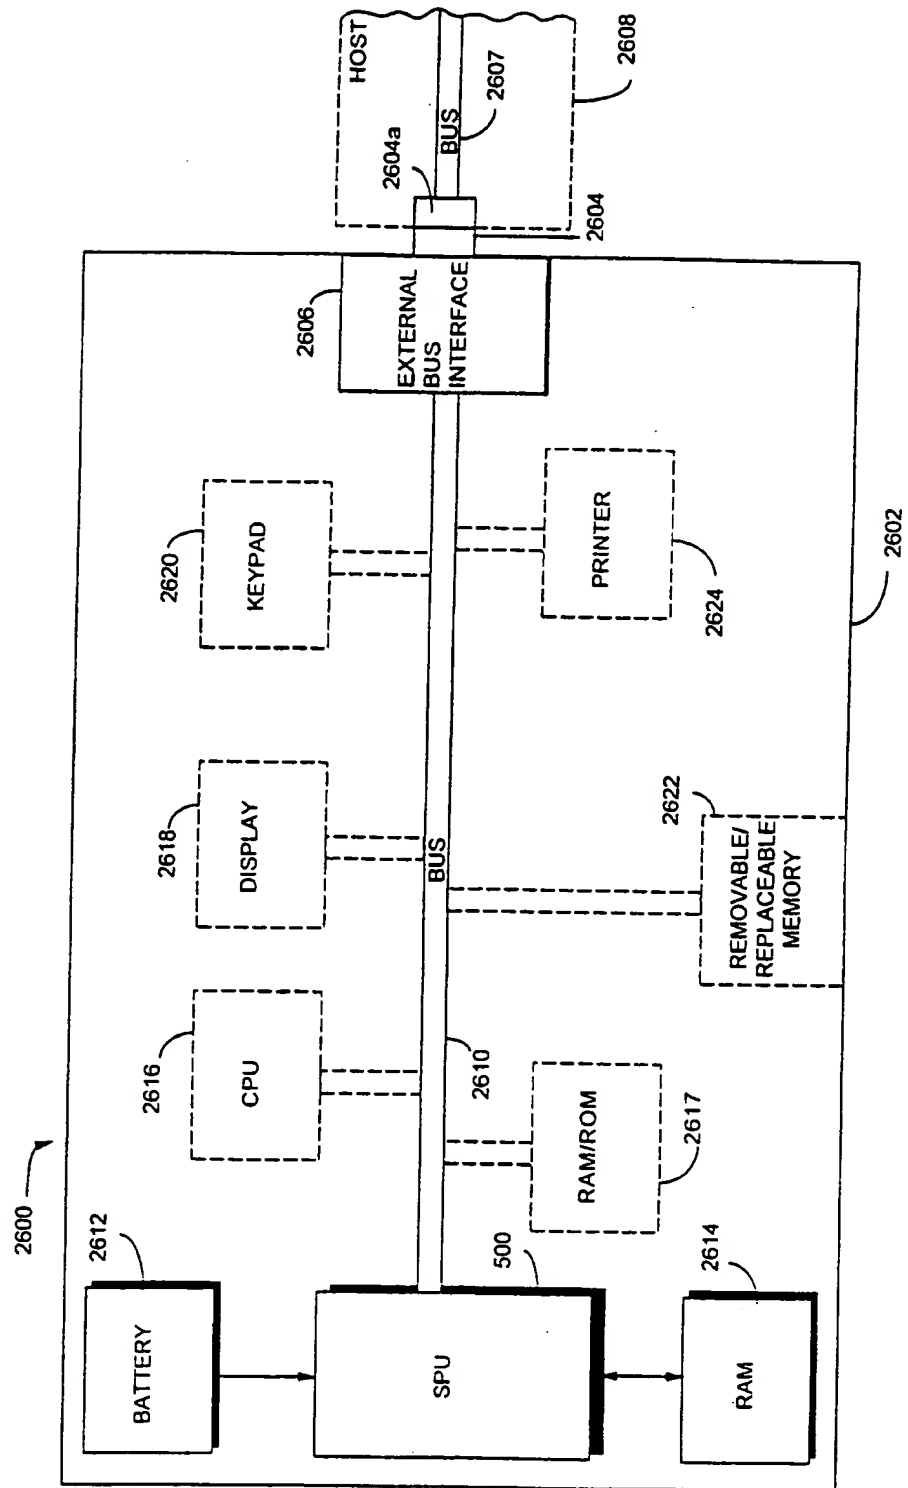 2600
2612
BATTERY
SPU
500
RAM
2614
2616
CPU
2618
DISPLAY
2620
KEYPAD
BUS
2610
RAM/ROM
2617
2622
REMOVABLE/
REPLACEABLE
MEMORY
PRINTER
2624
2602
2606
EXTERNAL
BUS
INTERFACE
HOST
2604a
BUS
2607
2604
2608